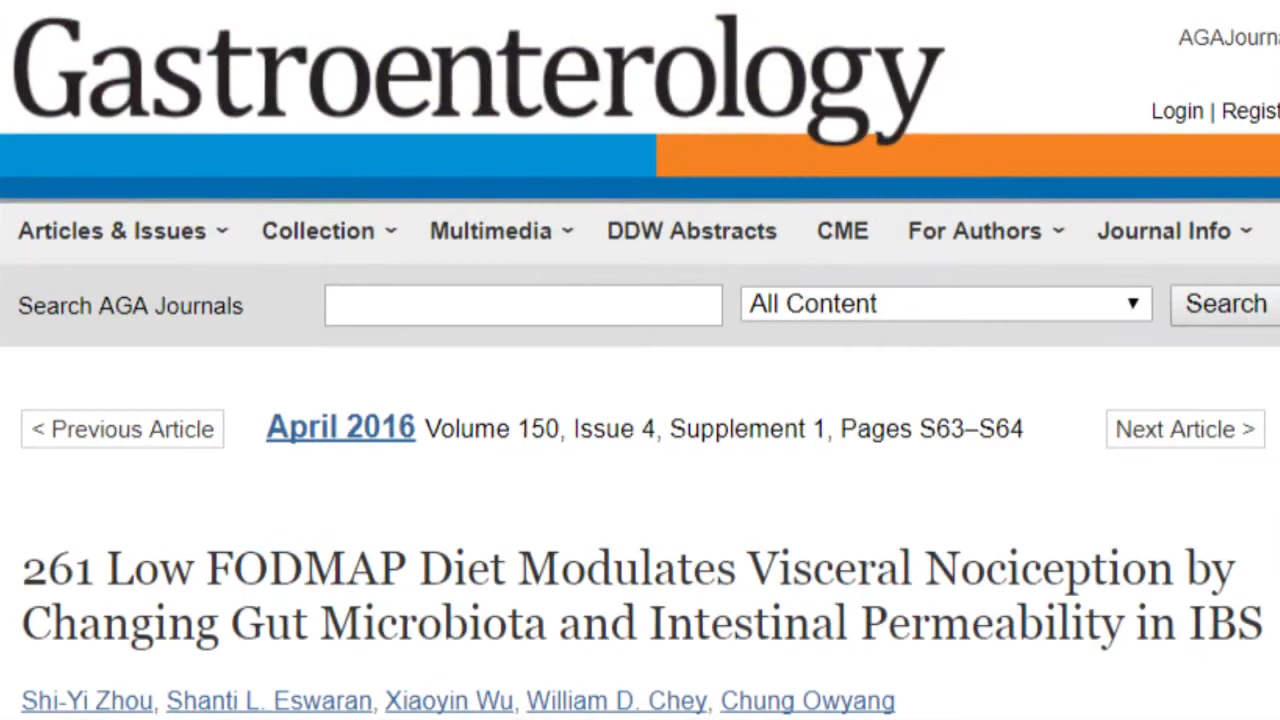 Gastroenterology
AGAJourna
Login | Regist
Articles & Issues Collection Multimedia DDW Abstracts CME For Authors Journal Info
Search AGA Journals All Content Search
< Previous Article April 2016 Volume 150, Issue 4, Supplement 1, Pages S63–S64 Next Article >
261 Low FODMAP Diet Modulates Visceral Nociception by
Changing Gut Microbiota and Intestinal Permeability in IBS
Shi-Yi Zhou, Shanti L. Eswaran, Xiaoyin Wu, William D. Chey, Chung Owyang